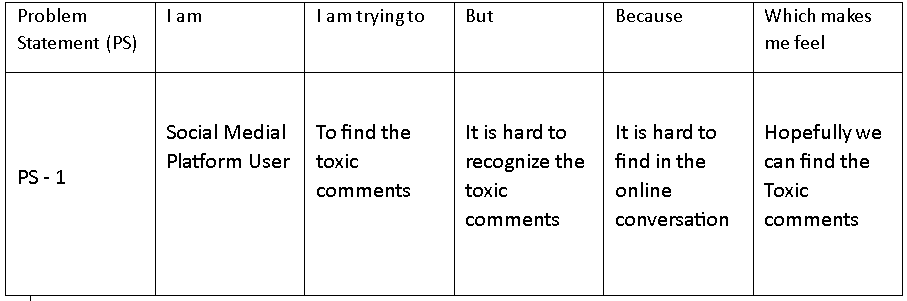 Problem Statement (PS)
I am
I am trying to
But
Because
Which makes me feel
PS - 1
Social Medial Platform User
To find the toxic comments
It is hard to recognize the toxic comments
It is hard to find in the online conversation
Hopefully we can find the Toxic comments